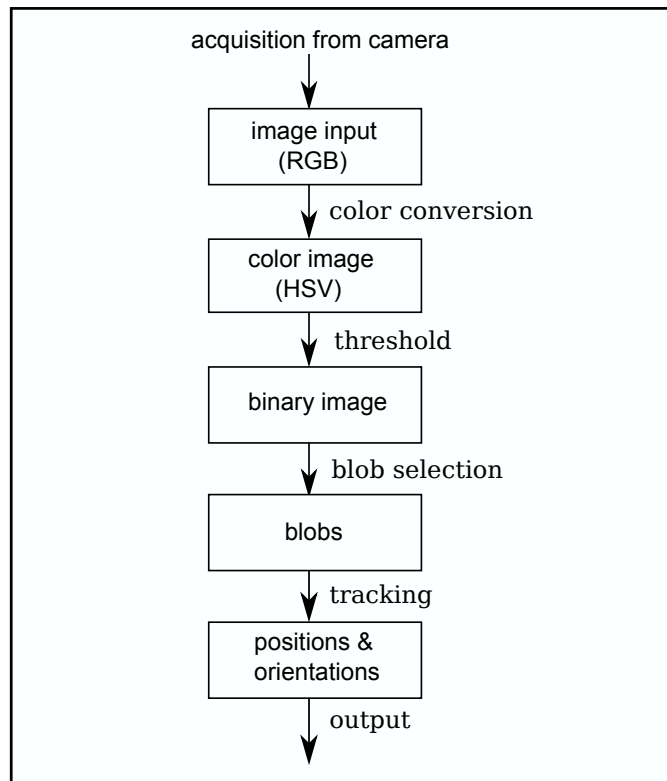 acquisition from camera
image input
(RGB)
color conversion
color image
(HSV)
threshold
binary image
blob selection
blobs
tracking
positions &
orientations
output